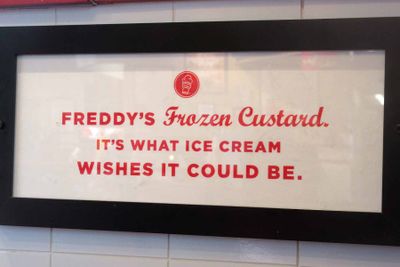 FREDDY'S Frozen Custard.
IT'S WHAT ICE CREAM
WISHES IT COULD BE.